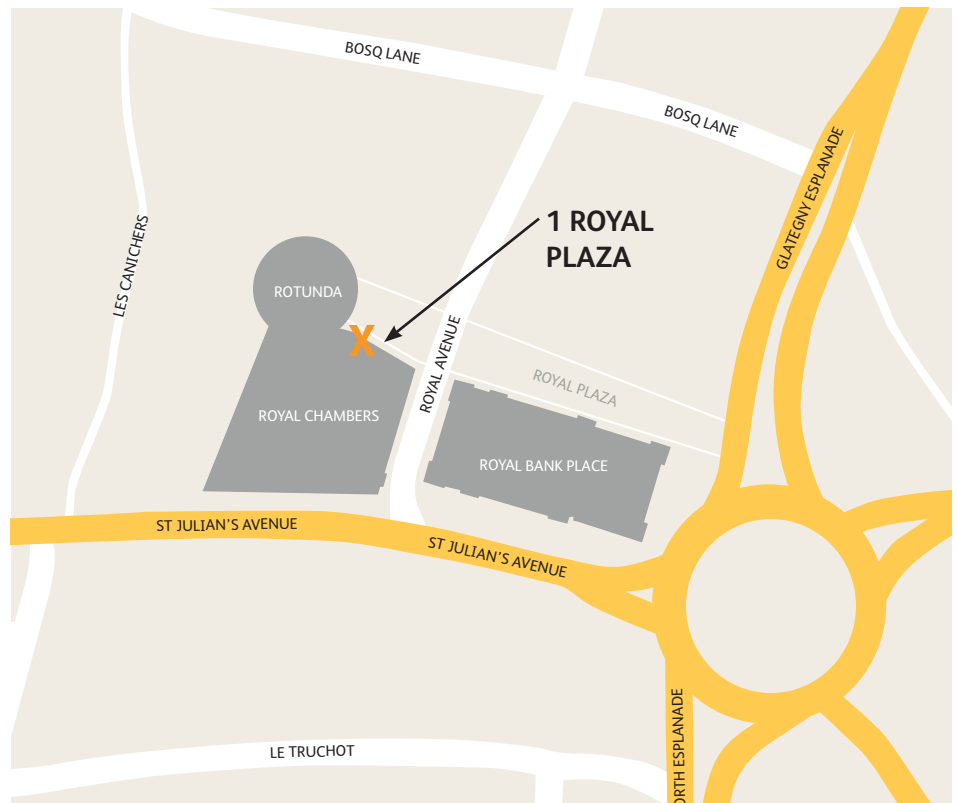 BOSQ LANE
BOSQ LANE
GLATEGNY ESPLANADE
LES CANICHERS
1 ROYAL
PLAZA
ROTUNDA
X
ROYAL AVENUE
ROYAL PLAZA
ROYAL CHAMBERS
ROYAL BANK PLACE
ST JULIAN'S AVENUE
ST JULIAN'S AVENUE
ORTH ESPLANADE
LE TRUCHOT